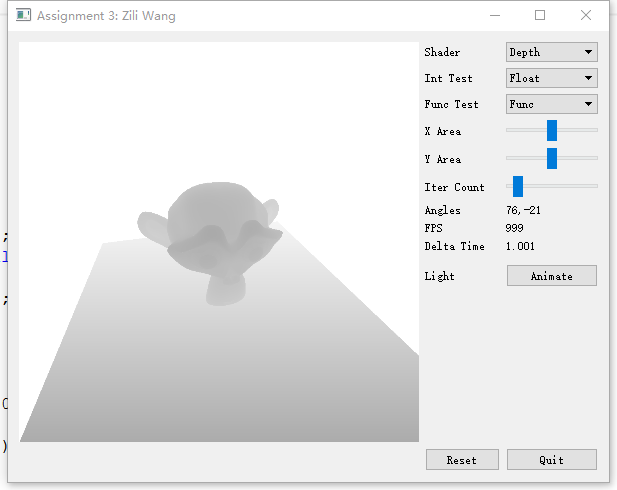 Assignment 3: Zili Wang
Shader Depth
Int Test Float
Func Test Func
X Area
Y Area
Iter Count
Angles 76,-21
FPS 999
Delta Time 1.001
Light Animate
Reset Quit